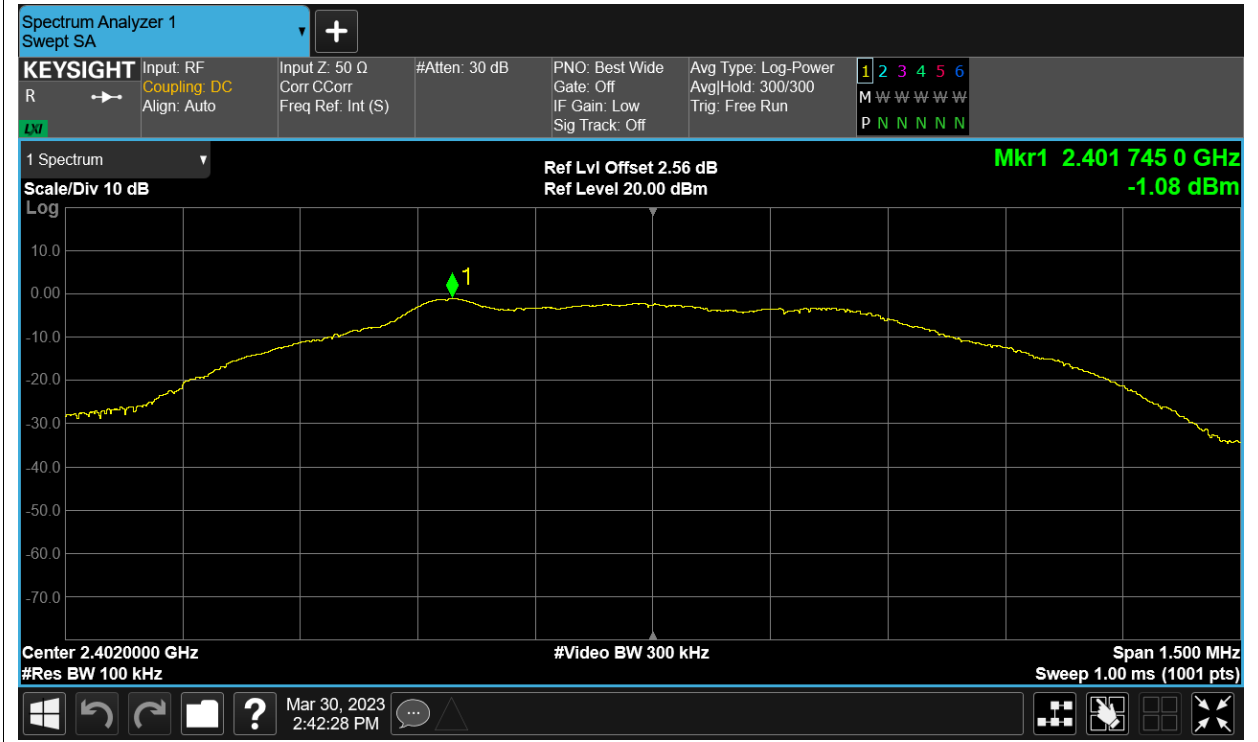 Spectrum Analyzer 1
Swept SA
KEYSIGHT
R
LXI
Input: RF
Coupling: DC
Align: Auto
Input Z: 50 Ω
Corr CCorr
Freq Ref: Int (S)
#Atten: 30 dB
PNO: Best Wide
Gate: Off
IF Gain: Low
Sig Track: Off
Avg Type: Log-Power
Avg|Hold: 300/300
Trig: Free Run
1 2 3 4 5 6
M W W W W W
P N N N N N
1 Spectrum
Scale/Div 10 dB
Log
Ref Lvl Offset 2.56 dB
Ref Level 20.00 dBm
Mkr1 2.401 745 0 GHz
-1.08 dBm
1
10.0
0.00
-10.0
-20.0
-30.0
-40.0
-50.0
-60.0
-70.0
Center 2.4020000 GHz
#Video BW 300 kHz
Span 1.500 MHz
#Res BW 100 kHz
Sweep 1.00 ms (1001 pts)
?
Mar 30, 2023
2:42:28 PM